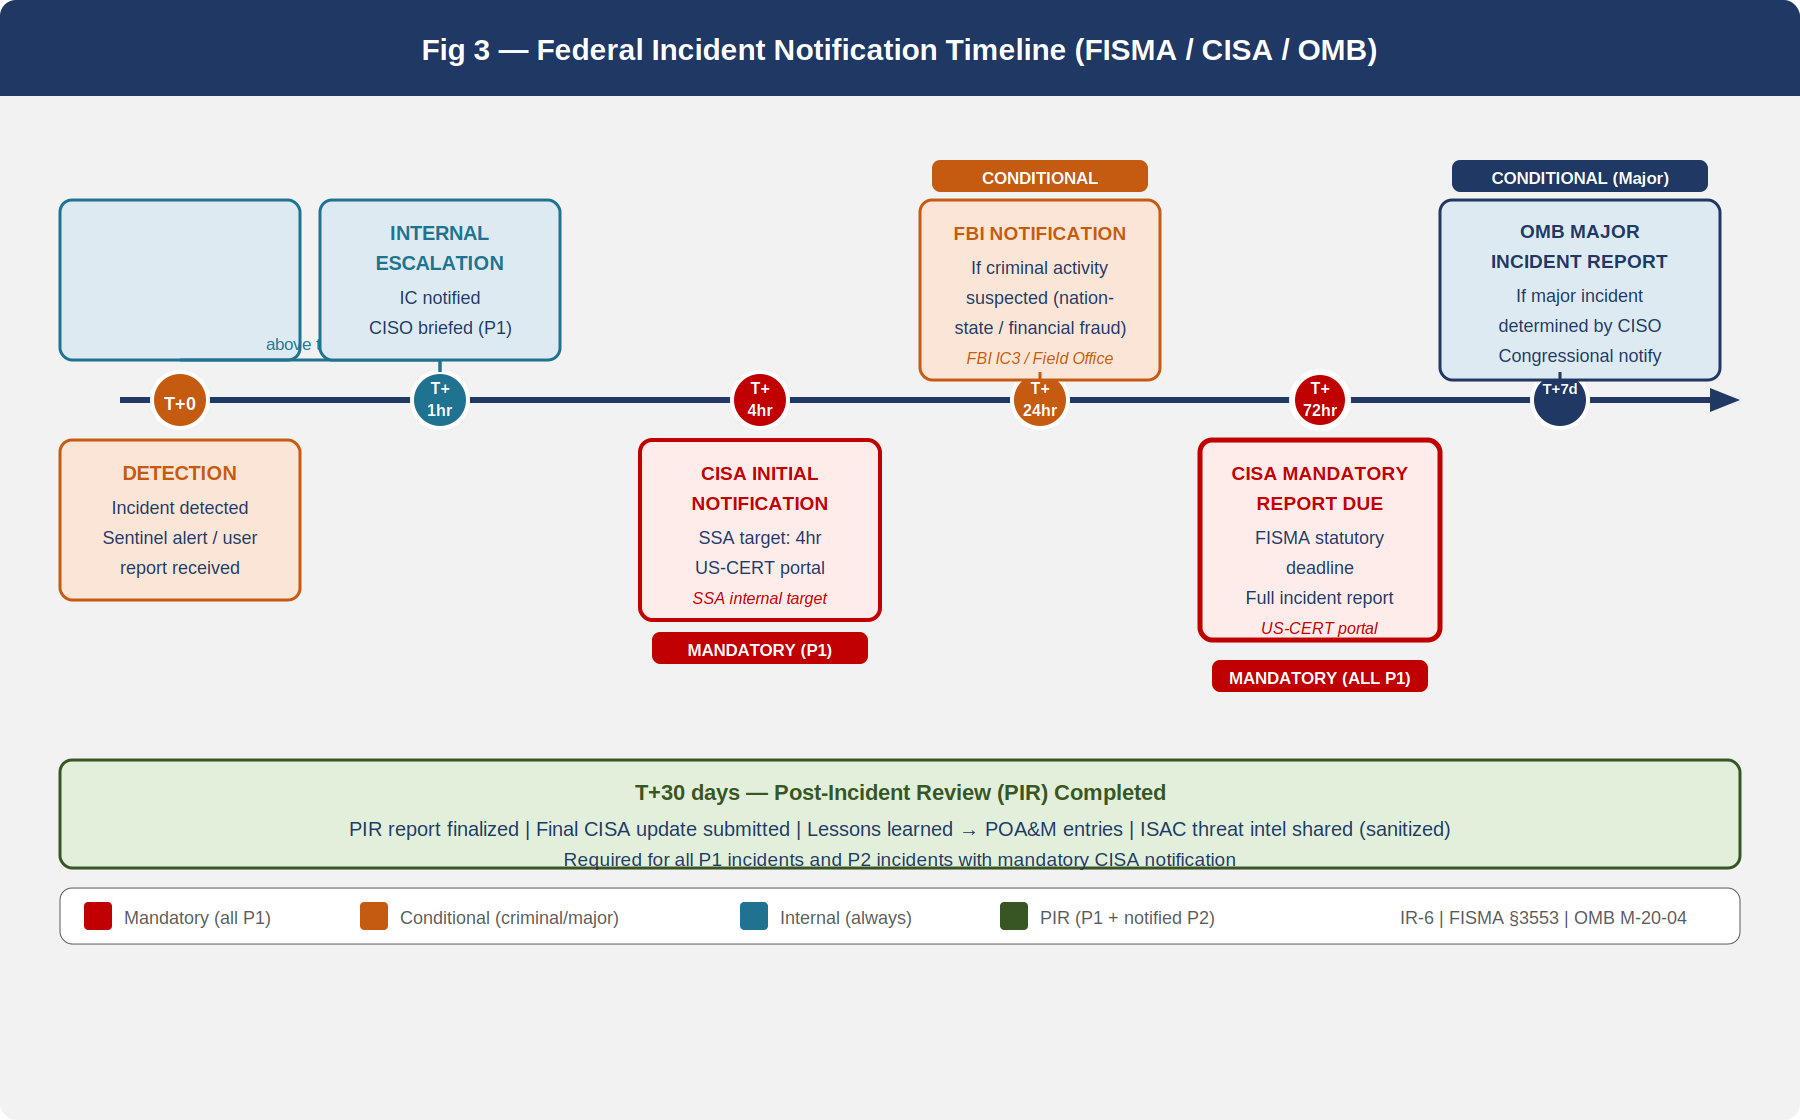 Fig 3 — Federal Incident Notification Timeline (FISMA / CISA / OMB)
INTERNAL
ESCALATION
IC notified
CISO briefed (P1)
above
CONDITIONAL
FBI NOTIFICATION
If criminal activity
suspected (nation-
state / financial fraud)
FBI IC3 / Field Office
CONDITIONAL (Major)
OMB MAJOR
INCIDENT REPORT
If major incident
determined by CISO
Congressional notify
T+0
T+
1hr
T+
4hr
T+
24hr
T+
72hr
T+7d
DETECTION
Incident detected
Sentinel alert / user
report received
CISA INITIAL
NOTIFICATION
SSA target: 4hr
US-CERT portal
SSA internal target
MANDATORY (P1)
CISA MANDATORY
REPORT DUE
FISMA statutory
deadline
Full incident report
US-CERT portal
MANDATORY (ALL P1)
T+30 days — Post-Incident Review (PIR) Completed
PIR report finalized | Final CISA update submitted | Lessons learned → POA&M entries | ISAC threat intel shared (sanitized)
Required for all P1 incidents and P2 incidents with mandatory CISA notification
Mandatory (all P1)
Conditional (criminal/major)
Internal (always)
PIR (P1 + notified P2)
IR-6 | FISMA §3553 | OMB M-20-04